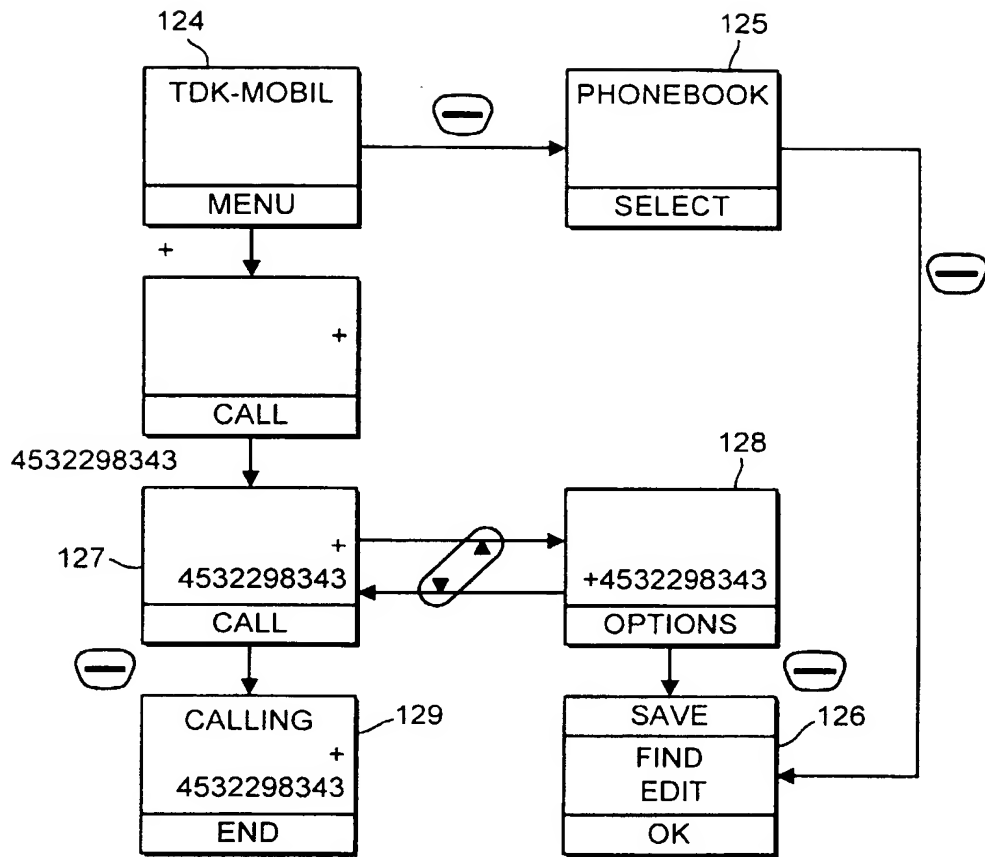 124
125
TDK-MOBIL
MENU
PHONEBOOK
SELECT
+
+
CALL
4532298343
128
127
+
4532298343
CALL
+4532298343
OPTIONS
129
126
CALLING
+
4532298343
END
SAVE
FIND
EDIT
OK